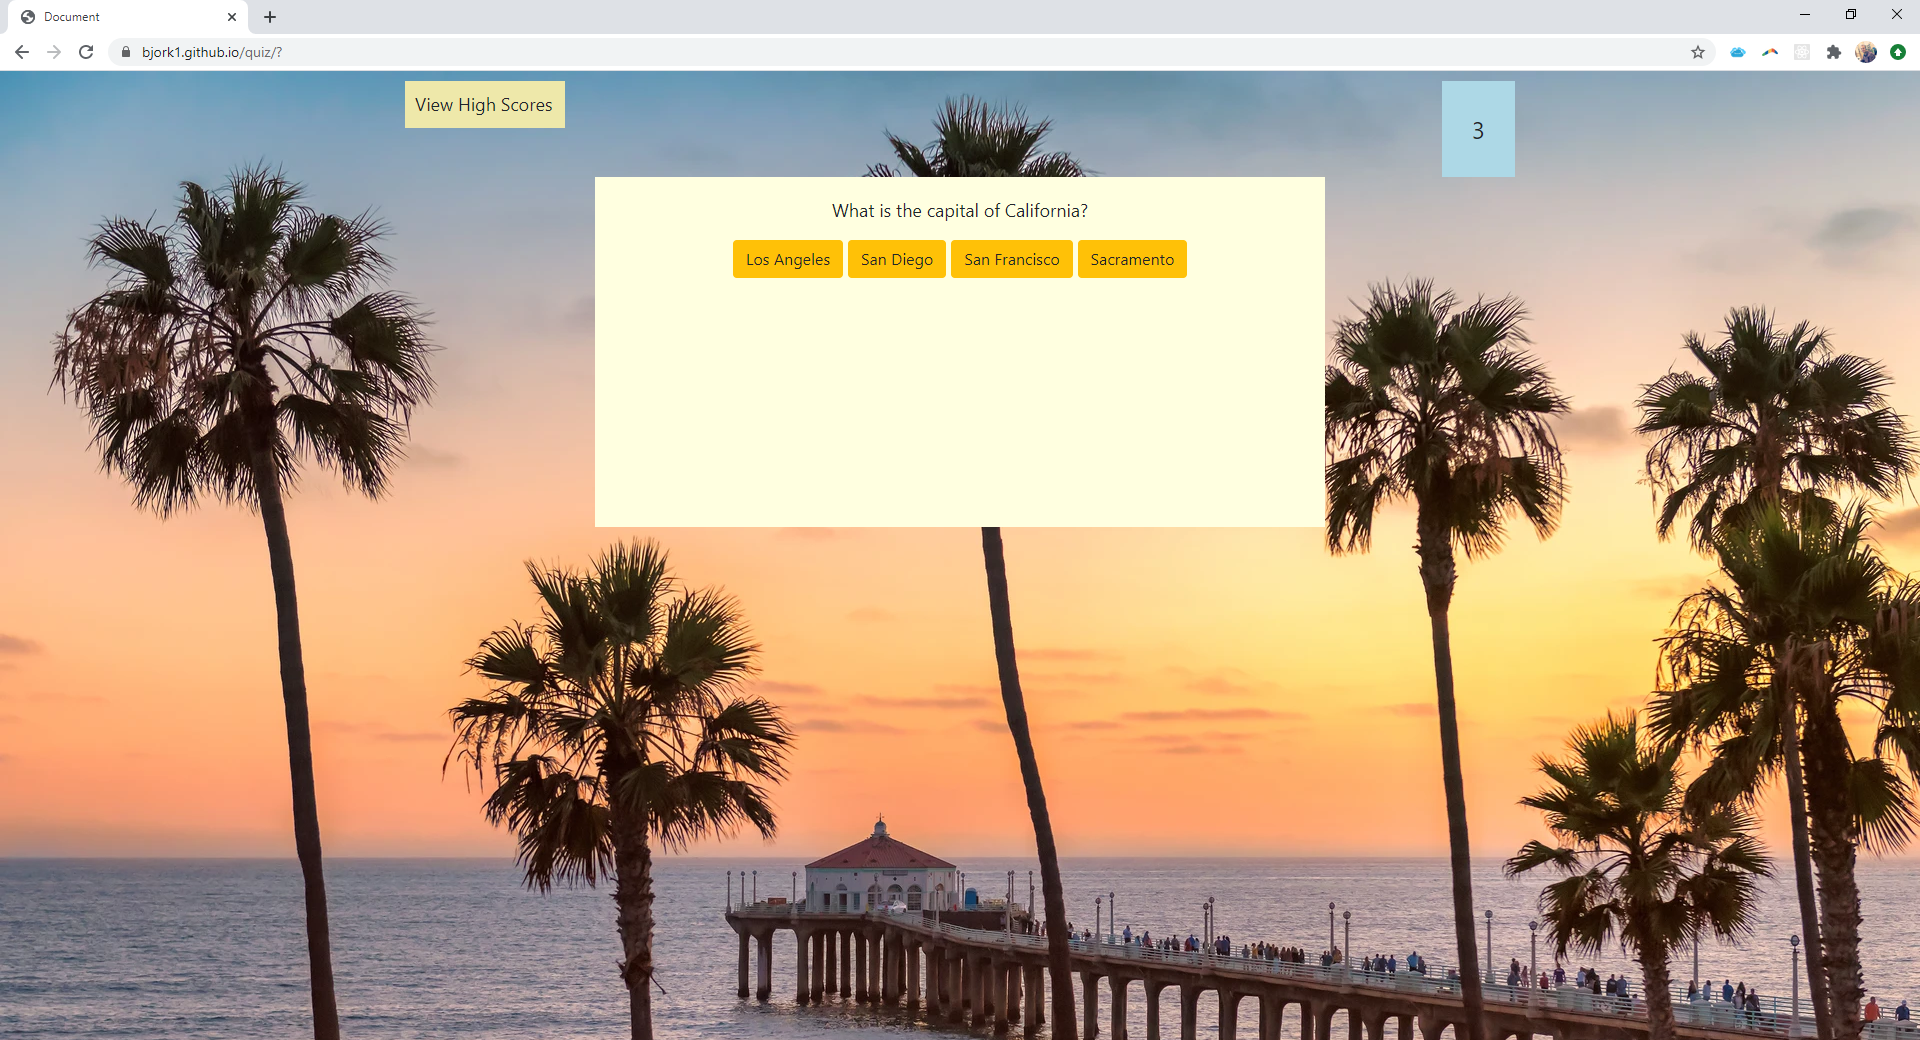 Document
bjork1.github.io/quiz/?
View High Scores
3
What is the capital of California?
Los Angeles San Diego San Francisco Sacramento